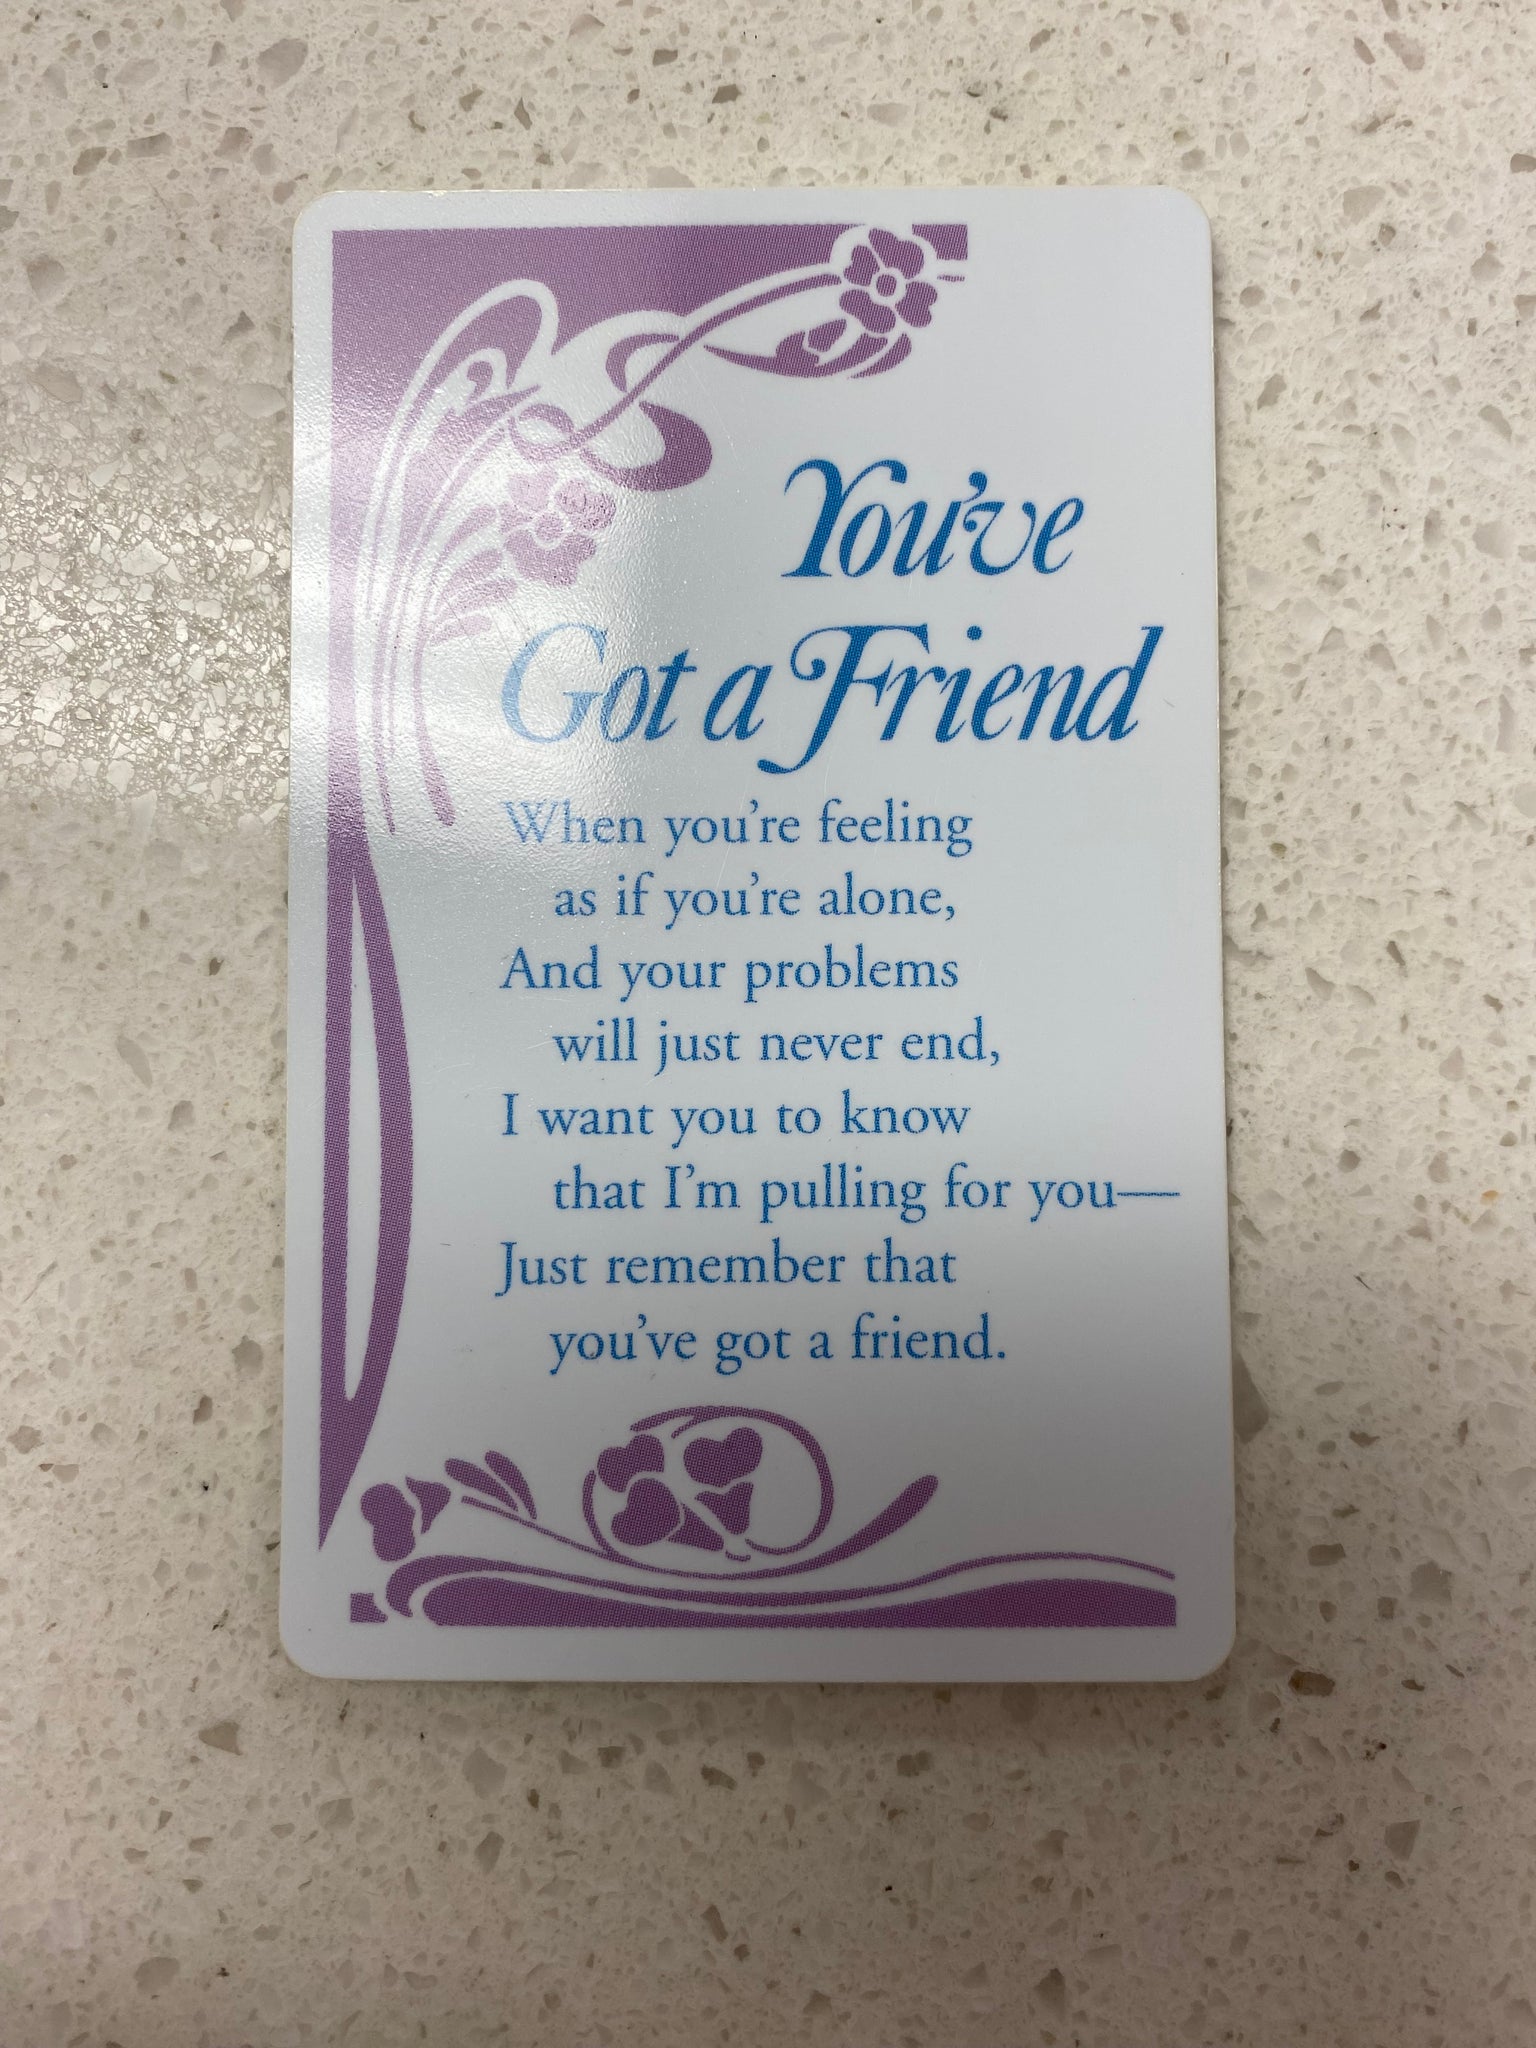 You've
Got a Friend
When you're feeling
as if you're alone,
And your problems
will just never end,
I want you to know
that I'm pulling for you—
Just remember that
you've got a friend.